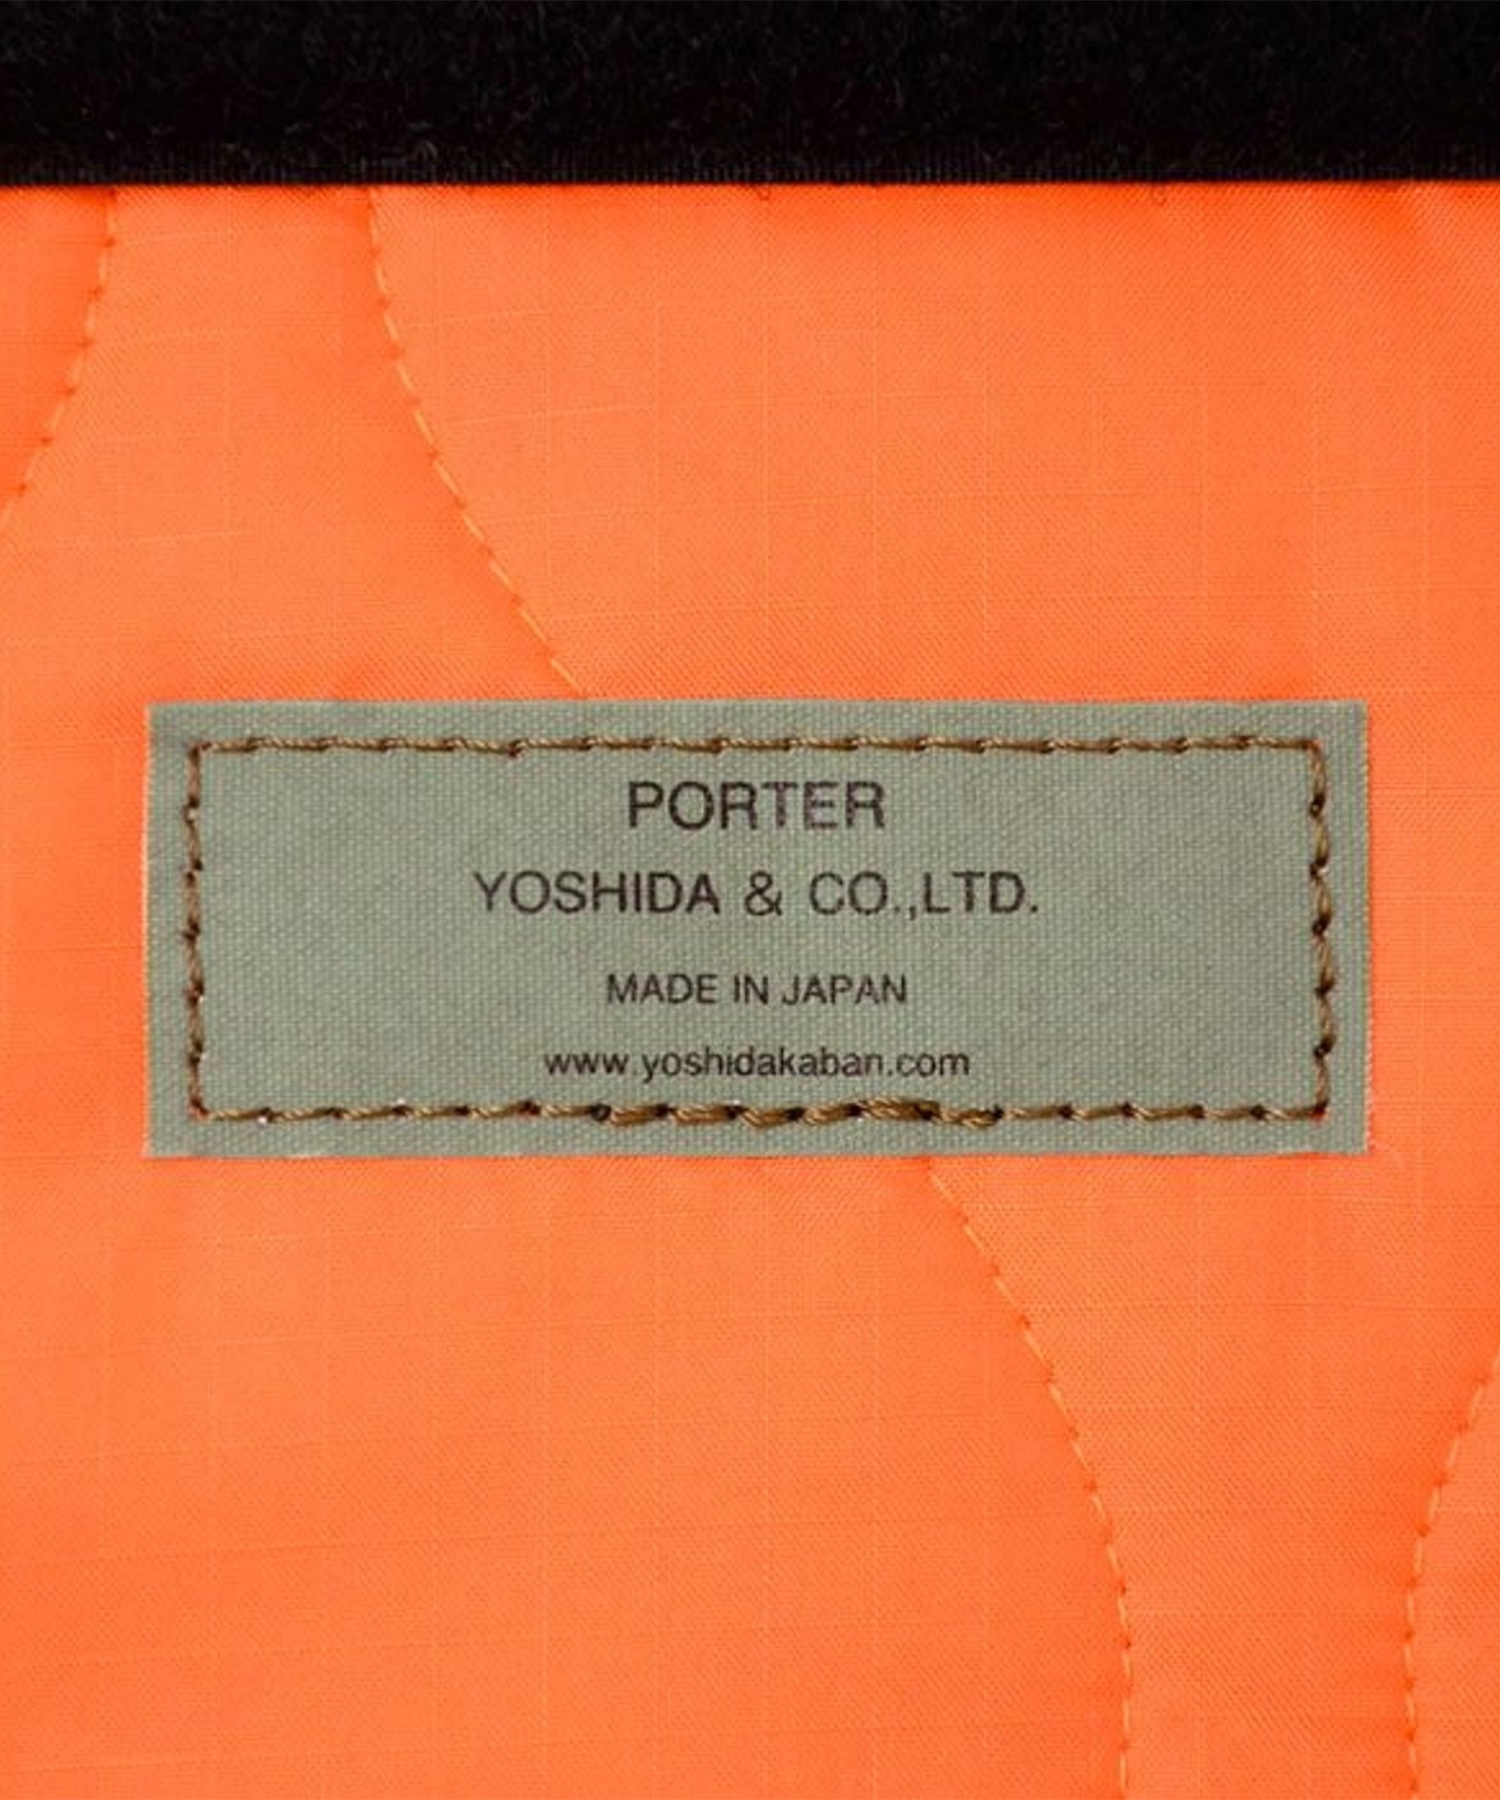 PORTER
YOSHIDA & CO.,LTD.
MADE IN JAPAN
www.yoshidakaban.com